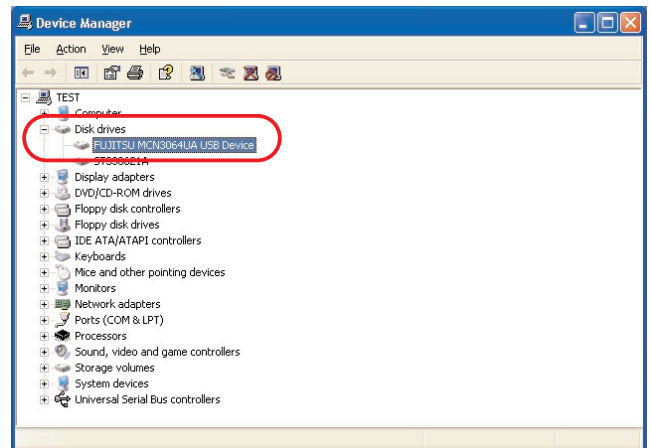 Device Manager
File Action View Help
TEST
Computer
Disk drives
FUJITSU MCN3064UA USB Device
ST330621A
Display adapters
DVD/CD-ROM drives
Floppy disk controllers
Floppy disk drives
IDE ATA/ATAPI controllers
Keyboards
Mice and other pointing devices
Monitors
Network adapters
Ports (COM & LPT)
Processors
Sound, video and game controllers
Storage volumes
System devices
Universal Serial Bus controllers